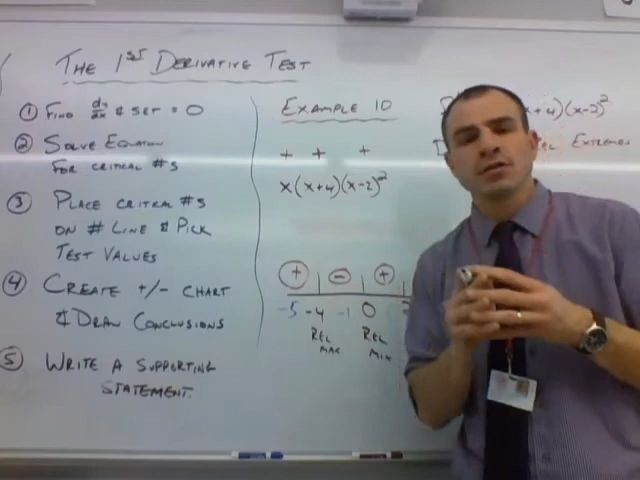 THE 1ST DERIVATIVE TEST
① FIND dy/dx & SET = 0
② SOLVE EQUATION
FOR CRITICAL #S
③ PLACE CRITICAL #S
ON # LINE & PICK
TEST VALUES
④ CREATE +/- CHART
& DRAW CONCLUSIONS
⑤ WRITE A SUPPORTING
STATEMENT.
EXAMPLE 10
+ + +
x(x+4)(x-2)²
+ - +
-5 -4 -1 0
REL MAX REL MIN
x+4)(x-2)²
REL EXTREMES